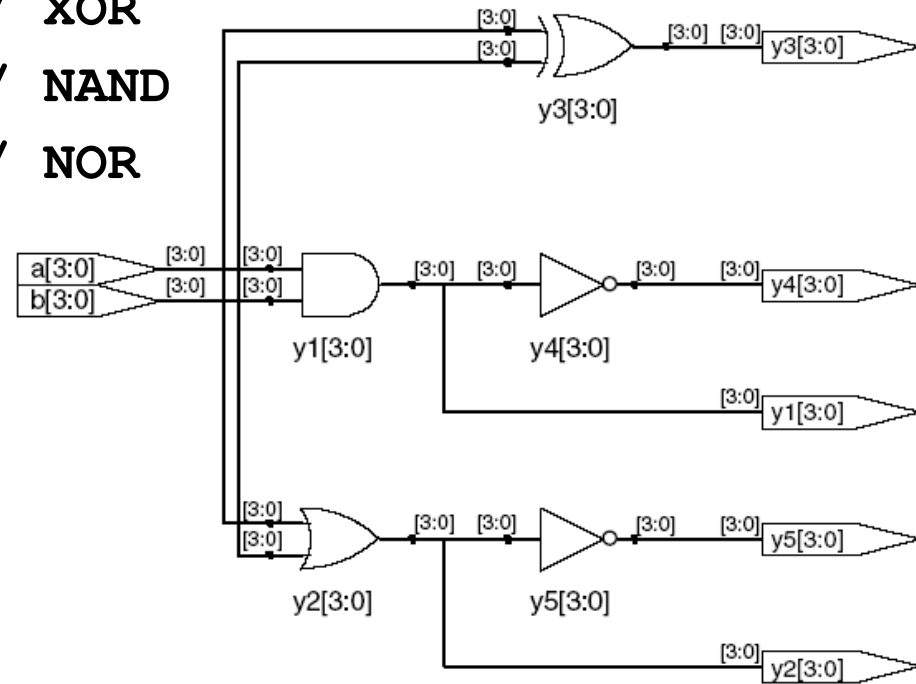 / XOR
/ NAND
/ NOR
[3:0] [3:0] [3:0] y3[3:0]
[3:0]
y3[3:0]
a[3:0] [3:0] [3:0] [3:0] [3:0] [3:0] [3:0] y4[3:0]
b[3:0] [3:0] [3:0]
y1[3:0] y4[3:0]
[3:0] y1[3:0]
[3:0] [3:0] [3:0] [3:0] [3:0] y5[3:0]
[3:0]
y2[3:0] y5[3:0]
[3:0] y2[3:0]